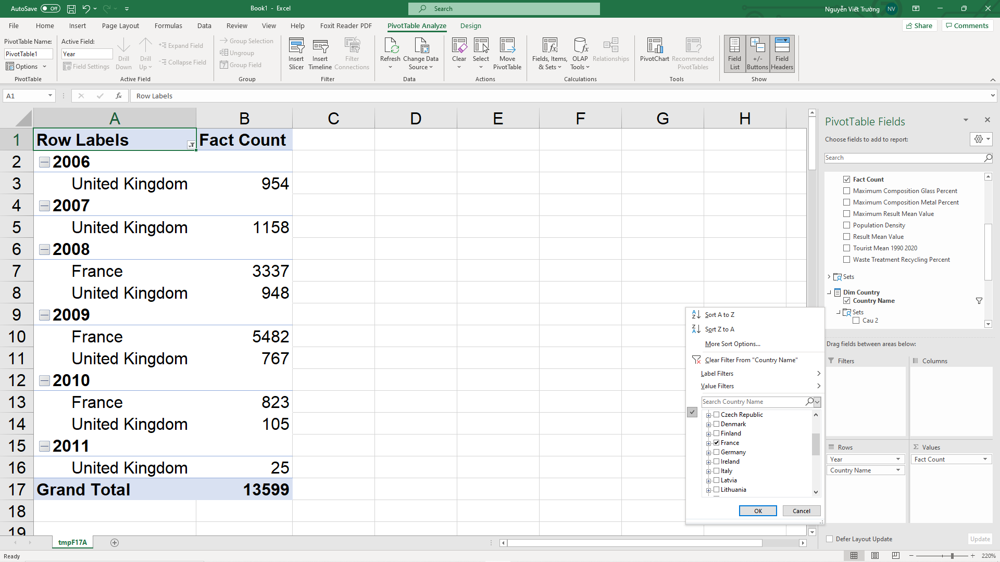 AutoSave Off
Book1 - Excel
Search
Nguyễn Viết Trường NV
File Home Insert Page Layout Formulas Data Review View Help Foxit Reader PDF PivotTable Analyze Design Share Comments
PivotTable Name:
PivotTable1
Options
PivotTable
Active Field:
Year
Field Settings
Drill Down
Drill Up
Expand Field
Collapse Field
Active Field
Group Selection
Ungroup
Group Field
Group
Insert Slicer
Insert Timeline
Filter Connections
Filter
Refresh
Change Data Source
Data
Clear
Select
Move PivotTable
Actions
Fields, Items, & Sets
OLAP Tools
Relationships
Calculations
PivotChart
Recommended PivotTables
Tools
Field List
+/- Buttons
Field Headers
Show
A1
fx
Row Labels
A B C D E F G H
1 Row Labels Fact Count
2 2006
3 United Kingdom 954
4 2007
5 United Kingdom 1158
6 2008
7 France 3337
8 United Kingdom 948
9 2009
10 France 5482
11 United Kingdom 767
12 2010
13 France 823
14 United Kingdom 105
15 2011
16 United Kingdom 25
17 Grand Total 13599
18
19
Sort A to Z
Sort Z to A
More Sort Options...
Clear Filter From "Country Name"
Label Filters
Value Filters
Search Country Name
Czech Republic
Denmark
Finland
France
Germany
Ireland
Italy
Latvia
Lithuania
OK Cancel
PivotTable Fields
Choose fields to add to report:
Search
Fact Count
Maximum Composition Glass Percent
Maximum Composition Metal Percent
Maximum Result Mean Value
Population Density
Result Mean Value
Tourist Mean 1990 2020
Waste Treatment Recycling Percent
Sets
Dim Country
Country Name
Sets
Cau 2
Drag fields between areas below:
Filters
Columns
Rows
Year
Country Name
Σ Values
Fact Count
Defer Layout Update
Update
tmpF17A
Ready
220%